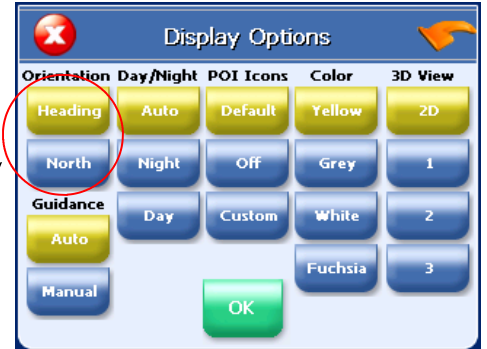 Display Options
Orientation Day/Night POI Icons Color 3D View
Heading Auto Default Yellow 2D
North Night Off Grey 1
Guidance
Day Custom White 2
Auto
Fuchsia 3
Manual
OK